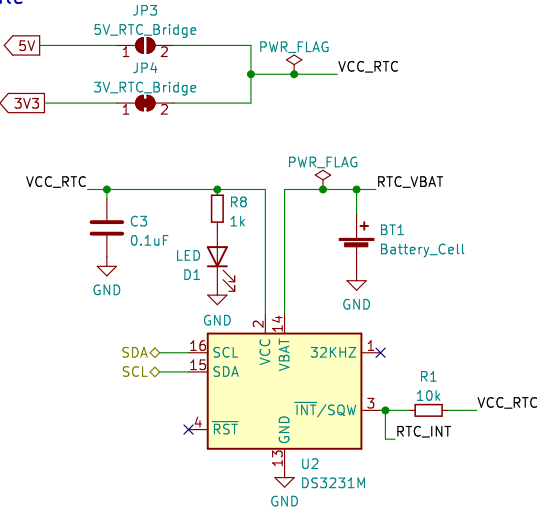 JP3
5V_RTC_Bridge
5V
1 2
PWR_FLAG
VCC_RTC
JP4
3V_RTC_Bridge
3V3
1 2
PWR_FLAG
VCC_RTC
RTC_VBAT
R8
1k
C3
0.1uF
BT1
Battery_Cell
LED
D1
GND
GND
GND
2
14
VCC
VBAT
SDA
16
SCL
32KHZ
1
SCL
15
SDA
R1
10k
INT/SQW
3
VCC_RTC
RTC_INT
4
RST
GND
13
U2
DS3231M
GND